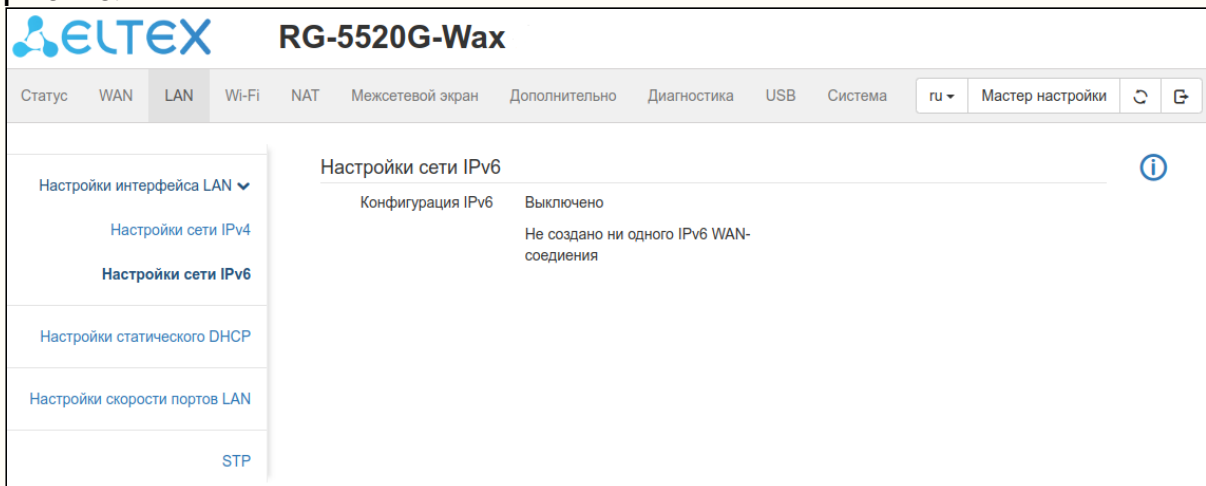 ELTEX RG-5520G-Wax
Статус WAN LAN Wi-Fi NAT Межсетевой экран Дополнительно Диагностика USB Система ru Мастер настройки
Настройки сети IPv6
Настройки интерфейса LAN
Конфигурация IPv6 Выключено
Настройки сети IPv4
Не создано ни одного IPv6 WAN-
соедиения
Настройки сети IPv6
Настройки статического DHCP
Настройки скорости портов LAN
STP